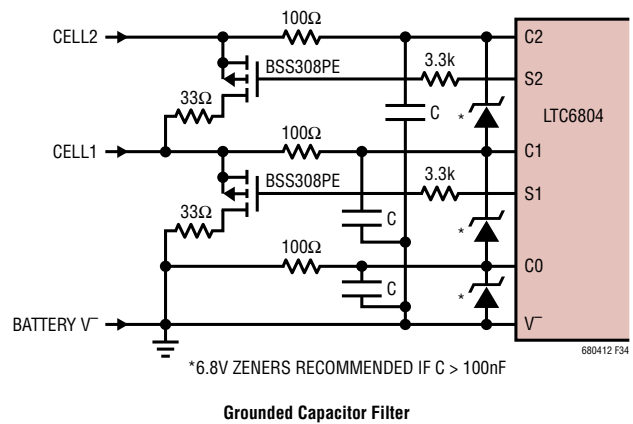 100Ω
CELL2
C2
BSS308PE
3.3k
S2
33Ω
C
*
LTC6804
100Ω
CELL1
C1
BSS308PE
3.3k
S1
33Ω
C
*
100Ω
C0
C
*
BATTERY V–
V–
680412 F34
*6.8V ZENERS RECOMMENDED IF C > 100nF
Grounded Capacitor Filter